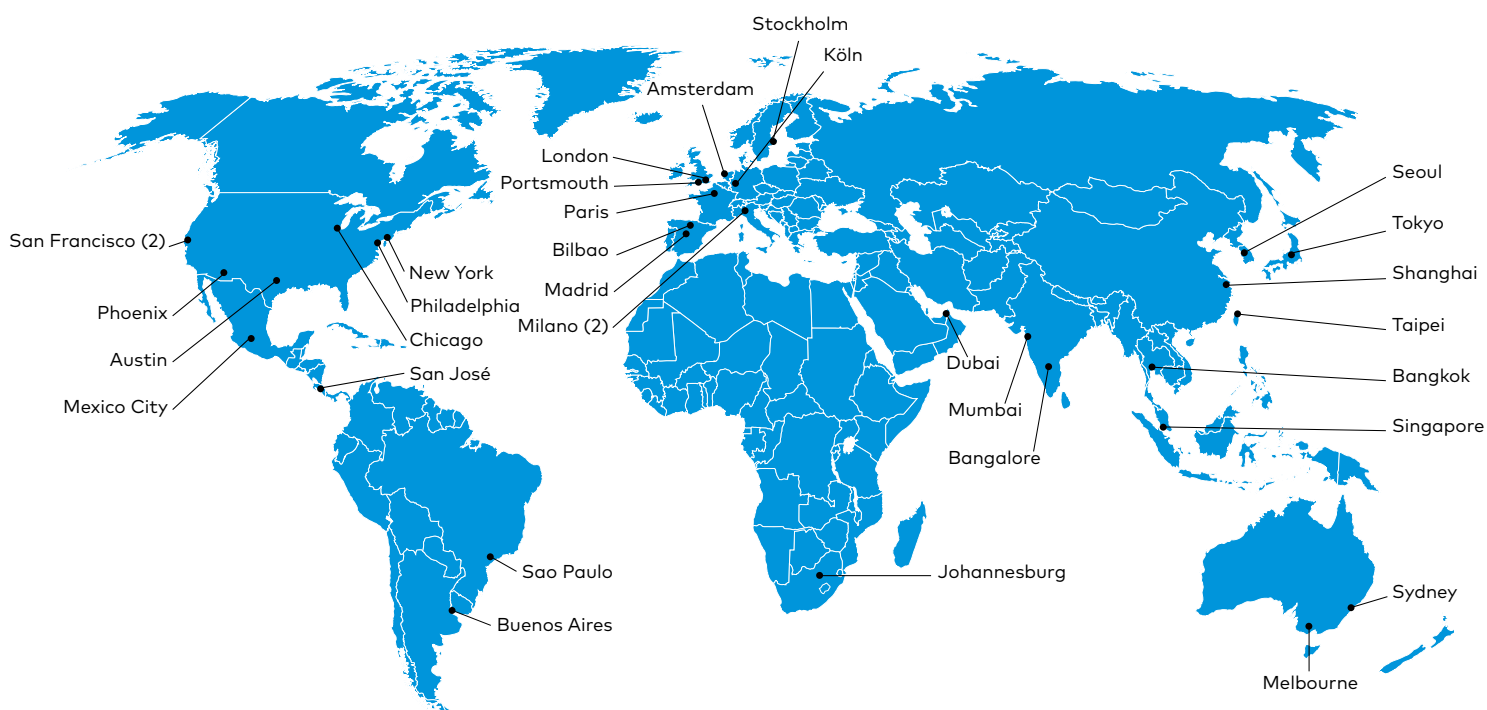 Stockholm
Köln
Amsterdam
London
Portsmouth
Paris
Bilbao
Madrid
Milano (2)
San Francisco (2)
Phoenix
Austin
Mexico City
New York
Philadelphia
Chicago
San José
Sao Paulo
Buenos Aires
Dubai
Mumbai
Bangalore
Johannesburg
Seoul
Tokyo
Shanghai
Taipei
Bangkok
Singapore
Sydney
Melbourne